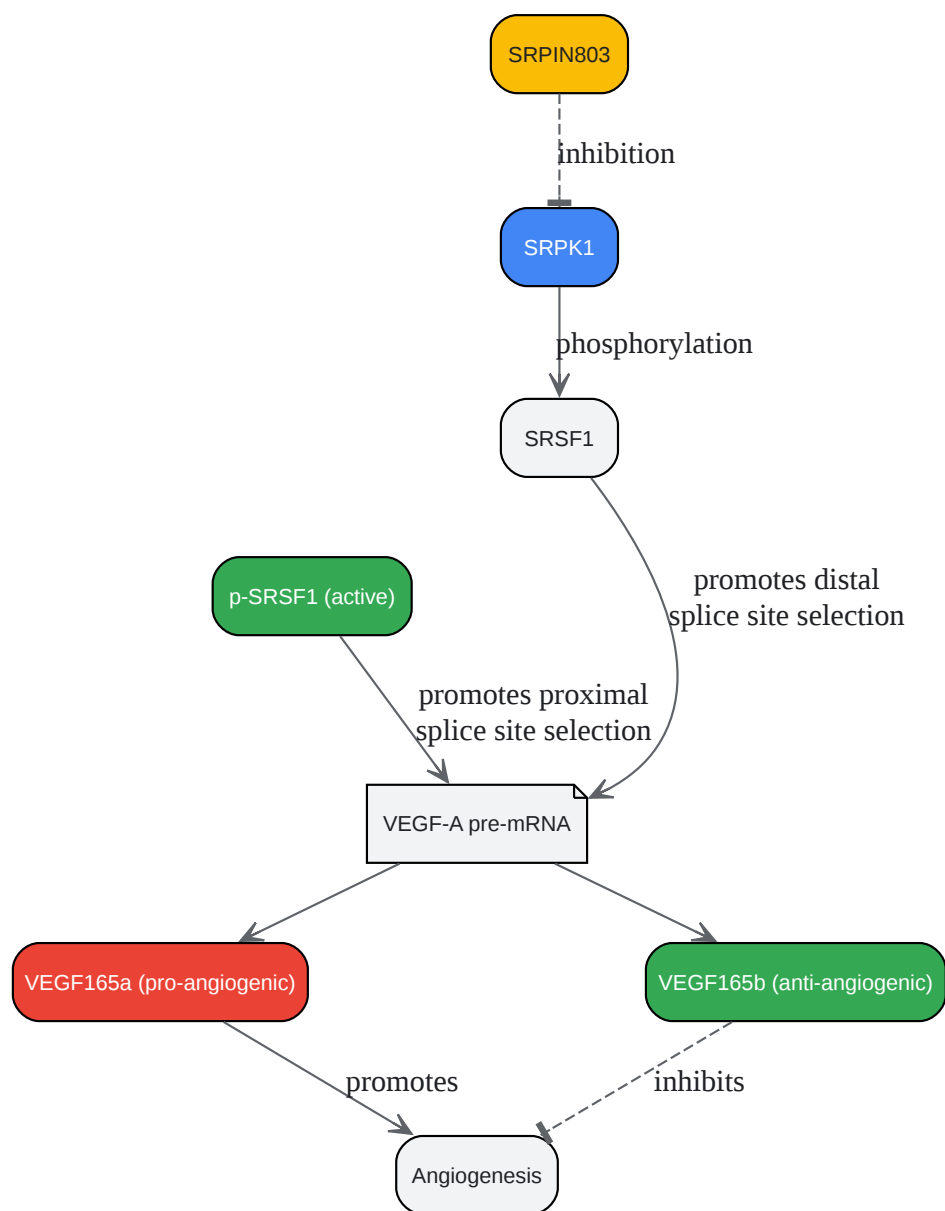 SRPIN803
inhibition
SRPK1
phosphorylation
SRSF1
p-SRSF1 (active)
promotes distal
splice site selection
promotes proximal
splice site selection
VEGF-A pre-mRNA
VEGF165a (pro-angiogenic)
VEGF165b (anti-angiogenic)
promotes
inhibits
Angiogenesis